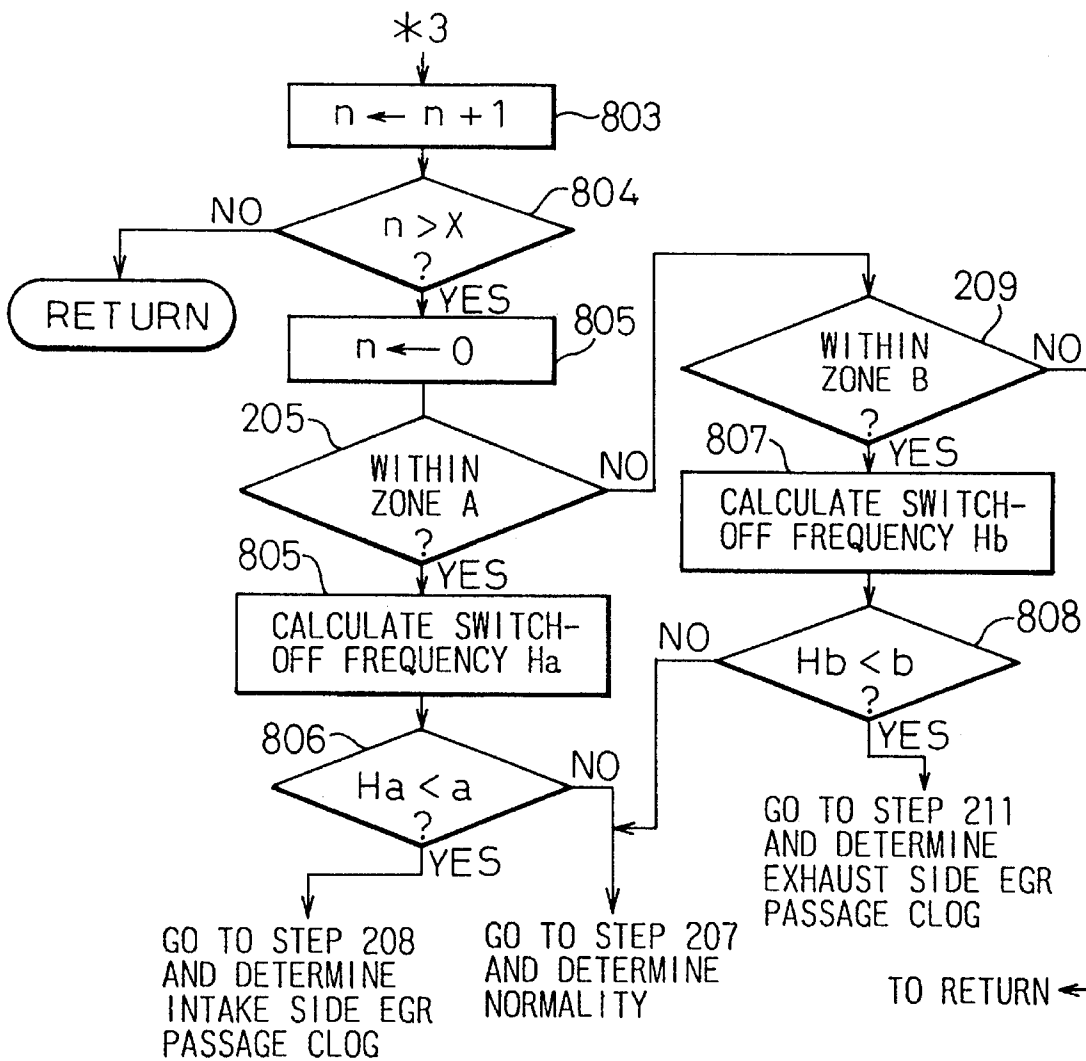 *3
n ← n + 1
803
804
NO
n > X
?
YES
RETURN
n ← 0
805
209
WITHIN
ZONE B
NO
?
YES
205
WITHIN
ZONE A
NO
?
YES
807
CALCULATE SWITCH-
OFF FREQUENCY Hb
805
CALCULATE SWITCH-
OFF FREQUENCY Ha
808
NO
Hb < b
?
YES
806
Ha < a
NO
?
YES
GO TO STEP 211
AND DETERMINE
EXHAUST SIDE EGR
PASSAGE CLOG
GO TO STEP 208
AND DETERMINE
INTAKE SIDE EGR
PASSAGE CLOG
GO TO STEP 207
AND DETERMINE
NORMALITY
TO RETURN